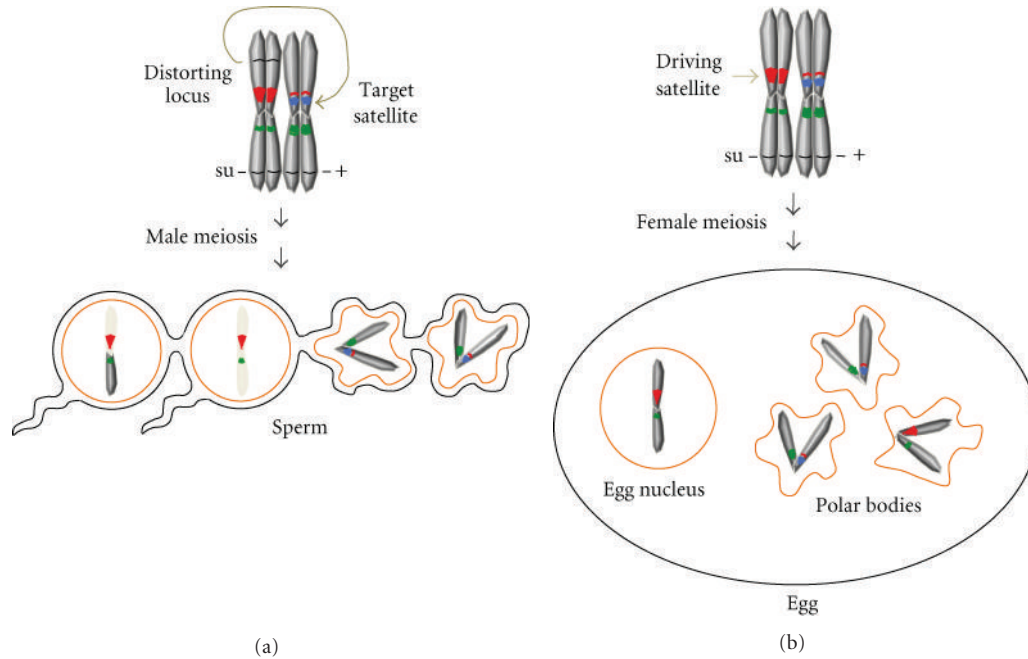 Distorting
locus
Target
satellite
su
+
Male meiosis
Sperm
(a)
Driving
satellite
su
+
Female meiosis
Egg nucleus
Polar bodies
Egg
(b)